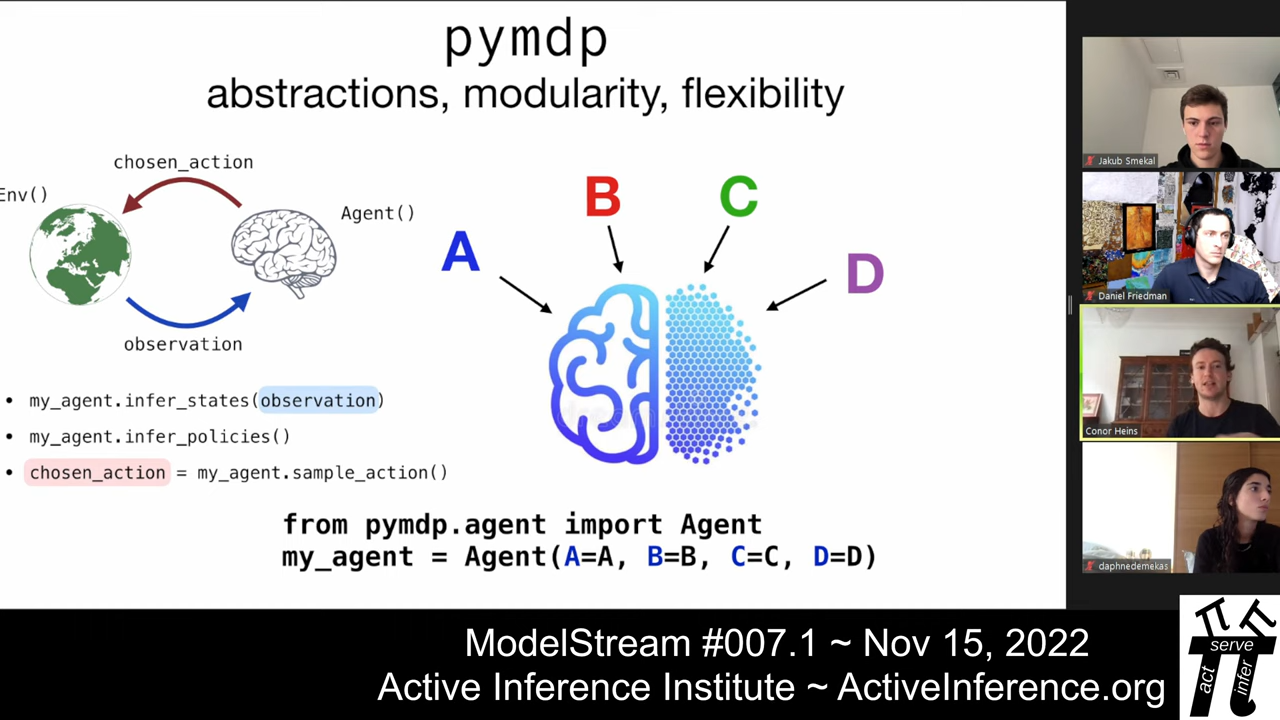 pymdp
abstractions, modularity, flexibility
chosen_action
Env()
Agent()
observation
A
B
C
D
• my_agent.infer_states(observation)
• my_agent.infer_policies()
• chosen_action = my_agent.sample_action()
from pymdp.agent import Agent
my_agent = Agent(A=A, B=B, C=C, D=D)
Jakub Smekal
Daniel Friedman
Conor Heins
daphnedemekas
ModelStream #007.1 ~ Nov 15, 2022
Active Inference Institute ~ ActiveInference.org
π π
serve
π
act
infer